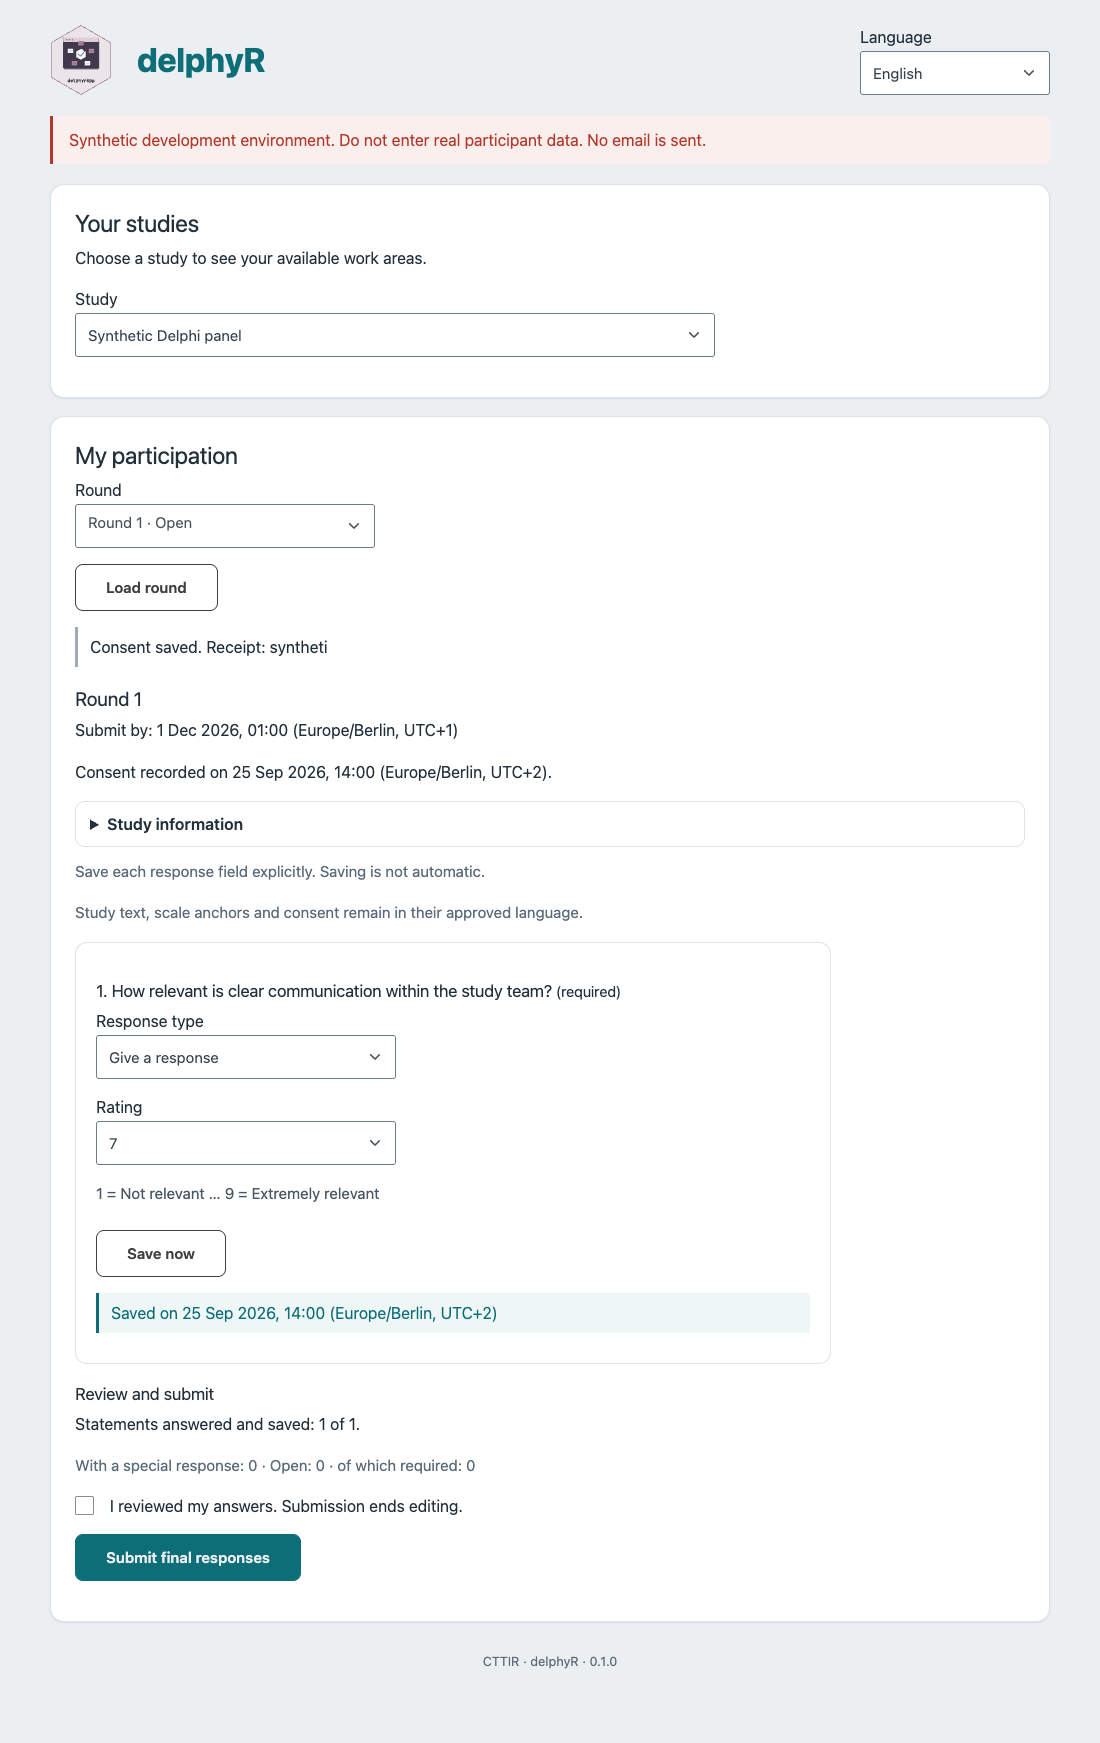 delphyR
Language
English
Synthetic development environment. Do not enter real participant data. No email is sent.
Your studies
Choose a study to see your available work areas.
Study
Synthetic Delphi panel
My participation
Round
Round 1 · Open
Load round
Consent saved. Receipt: syntheti
Round 1
Submit by: 1 Dec 2026, 01:00 (Europe/Berlin, UTC+1)
Consent recorded on 25 Sep 2026, 14:00 (Europe/Berlin, UTC+2).
Study information
Save each response field explicitly. Saving is not automatic.
Study text, scale anchors and consent remain in their approved language.
1. How relevant is clear communication within the study team? (required)
Response type
Give a response
Rating
7
1 = Not relevant ... 9 = Extremely relevant
Save now
Saved on 25 Sep 2026, 14:00 (Europe/Berlin, UTC+2)
Review and submit
Statements answered and saved: 1 of 1.
With a special response: 0 · Open: 0 · of which required: 0
I reviewed my answers. Submission ends editing.
Submit final responses
CTTIR · delphyR · 0.1.0